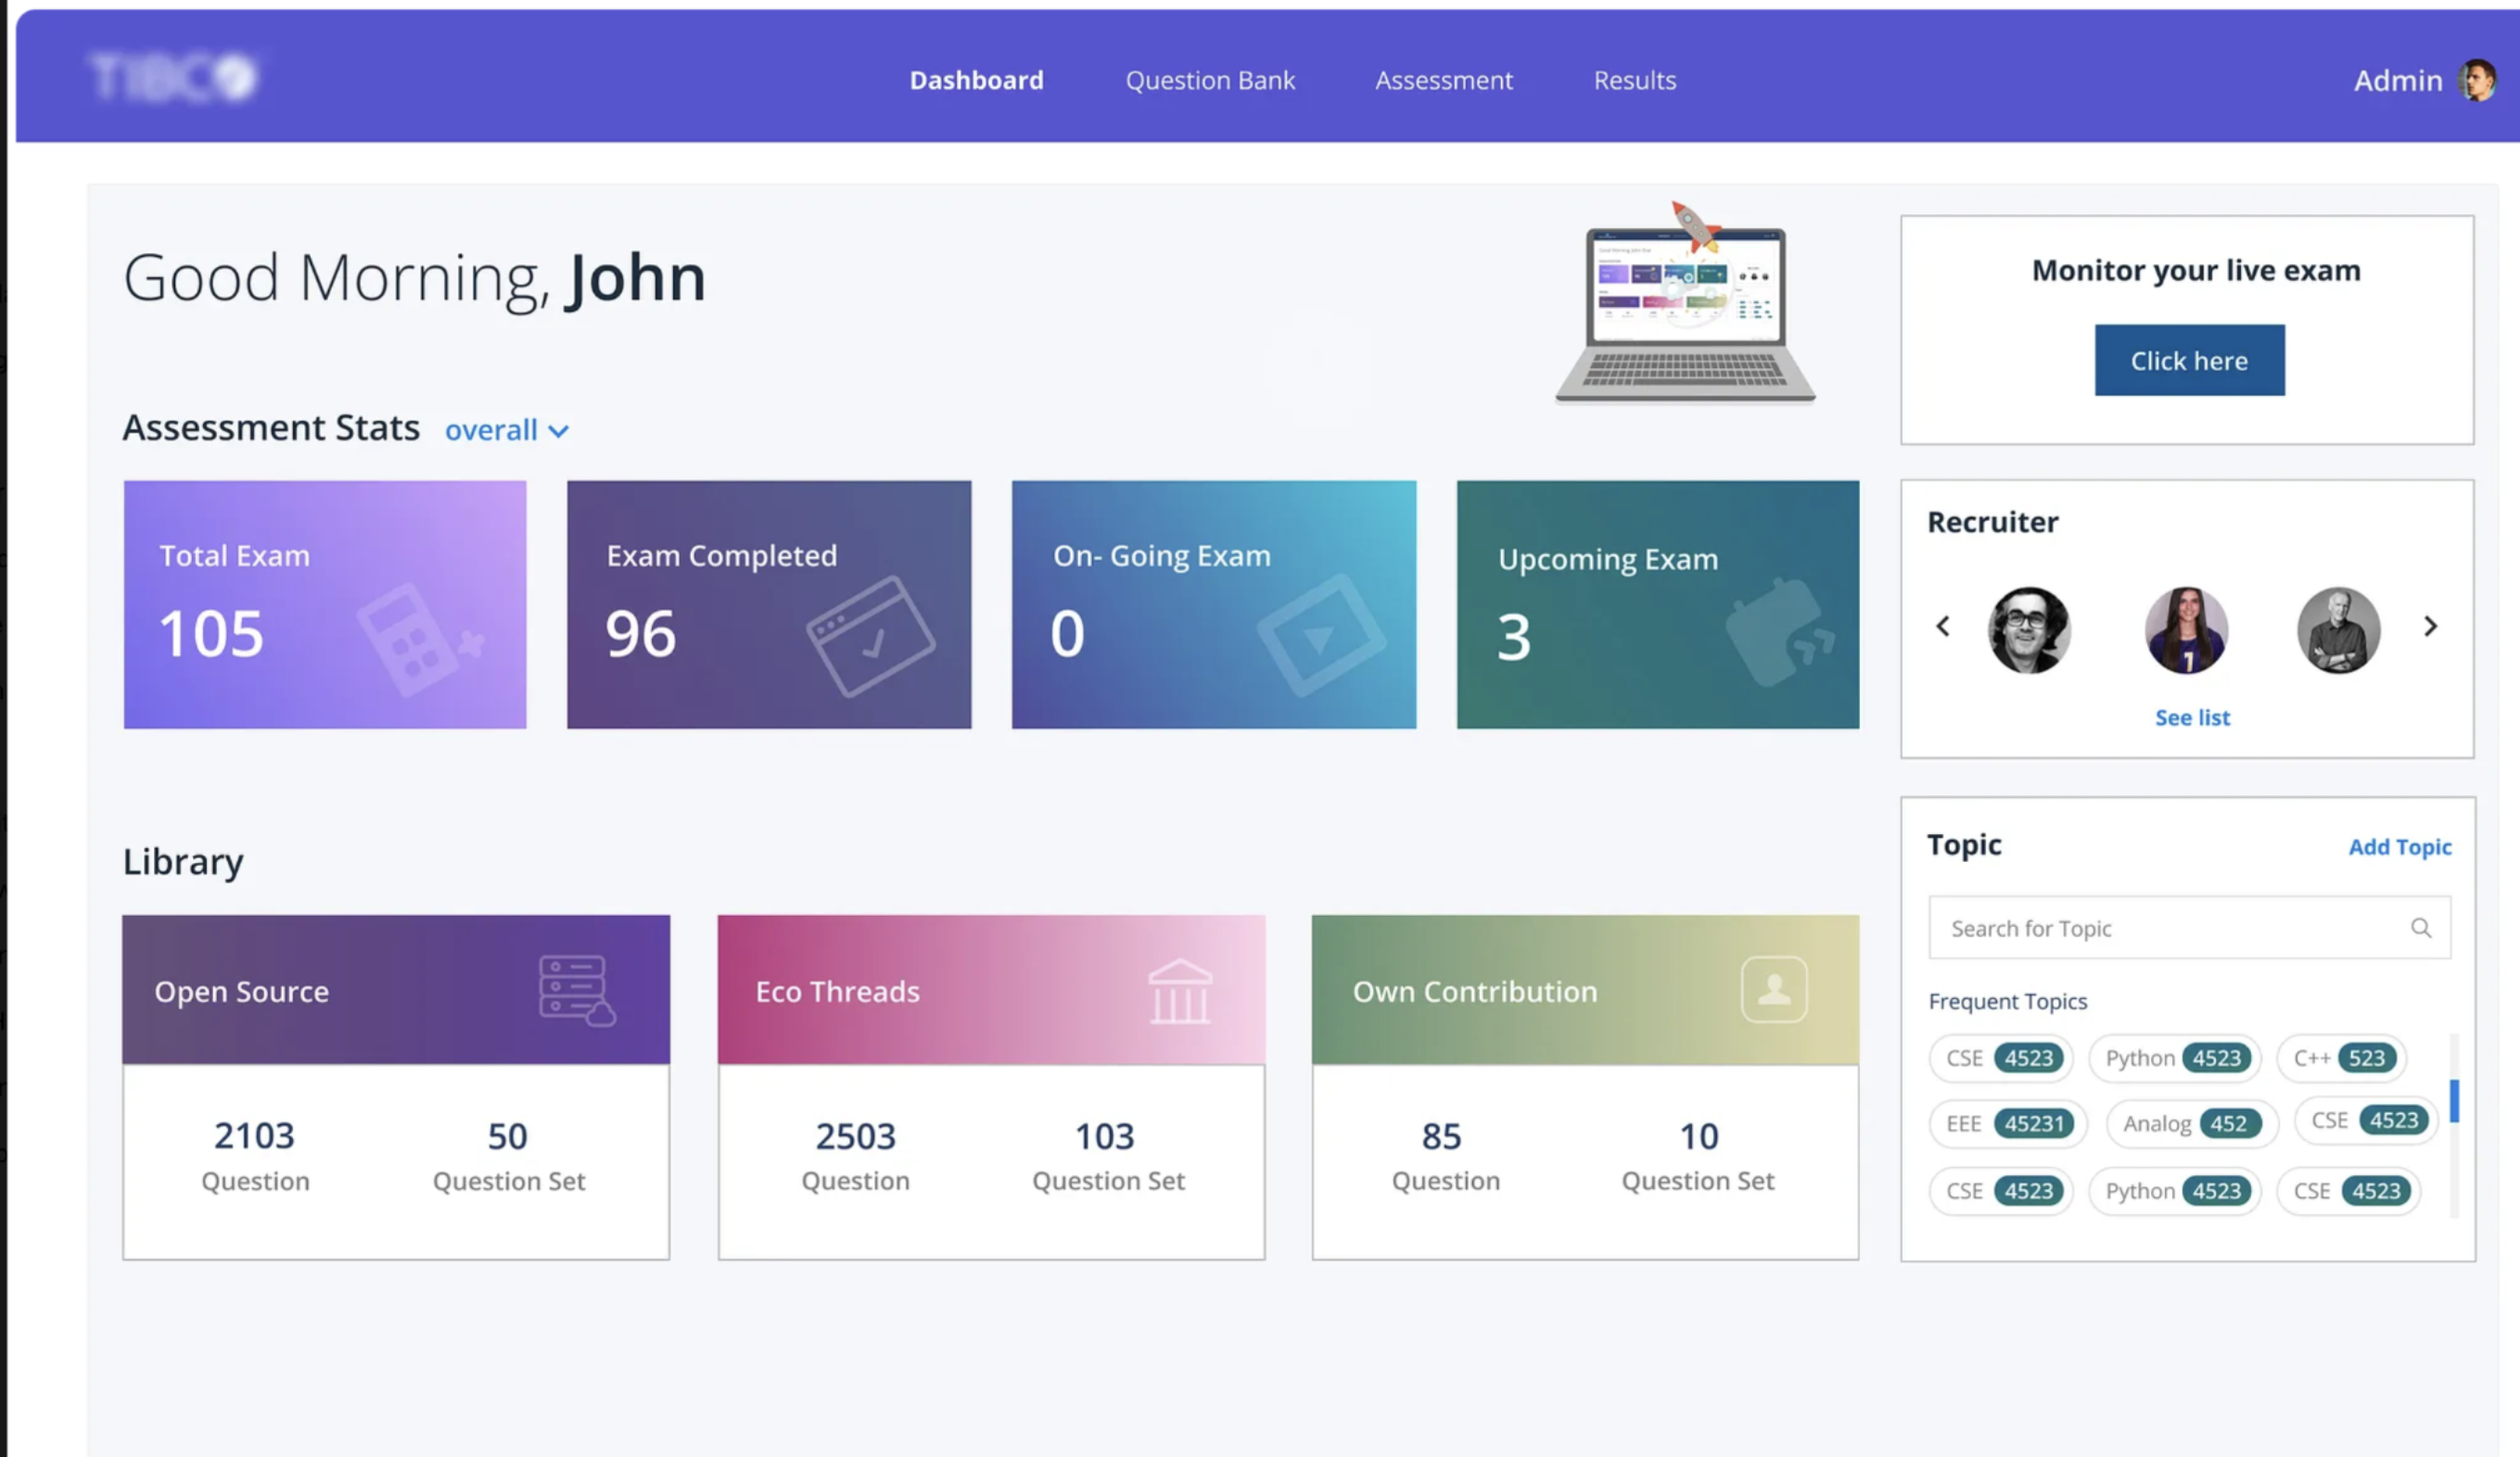 TIBCO
Dashboard
Question Bank
Assessment
Results
Admin
Good Morning, John
Monitor your live exam
Click here
Assessment Stats overall
Total Exam
105
Exam Completed
96
On- Going Exam
0
Upcoming Exam
3
Recruiter
See list
Library
Open Source
2103
Question
50
Question Set
Eco Threads
2503
Question
103
Question Set
Own Contribution
85
Question
10
Question Set
Topic
Add Topic
Search for Topic
Frequent Topics
CSE 4523
Python 4523
C++ 523
EEE 45231
Analog 452
CSE 4523
CSE 4523
Python 4523
CSE 4523